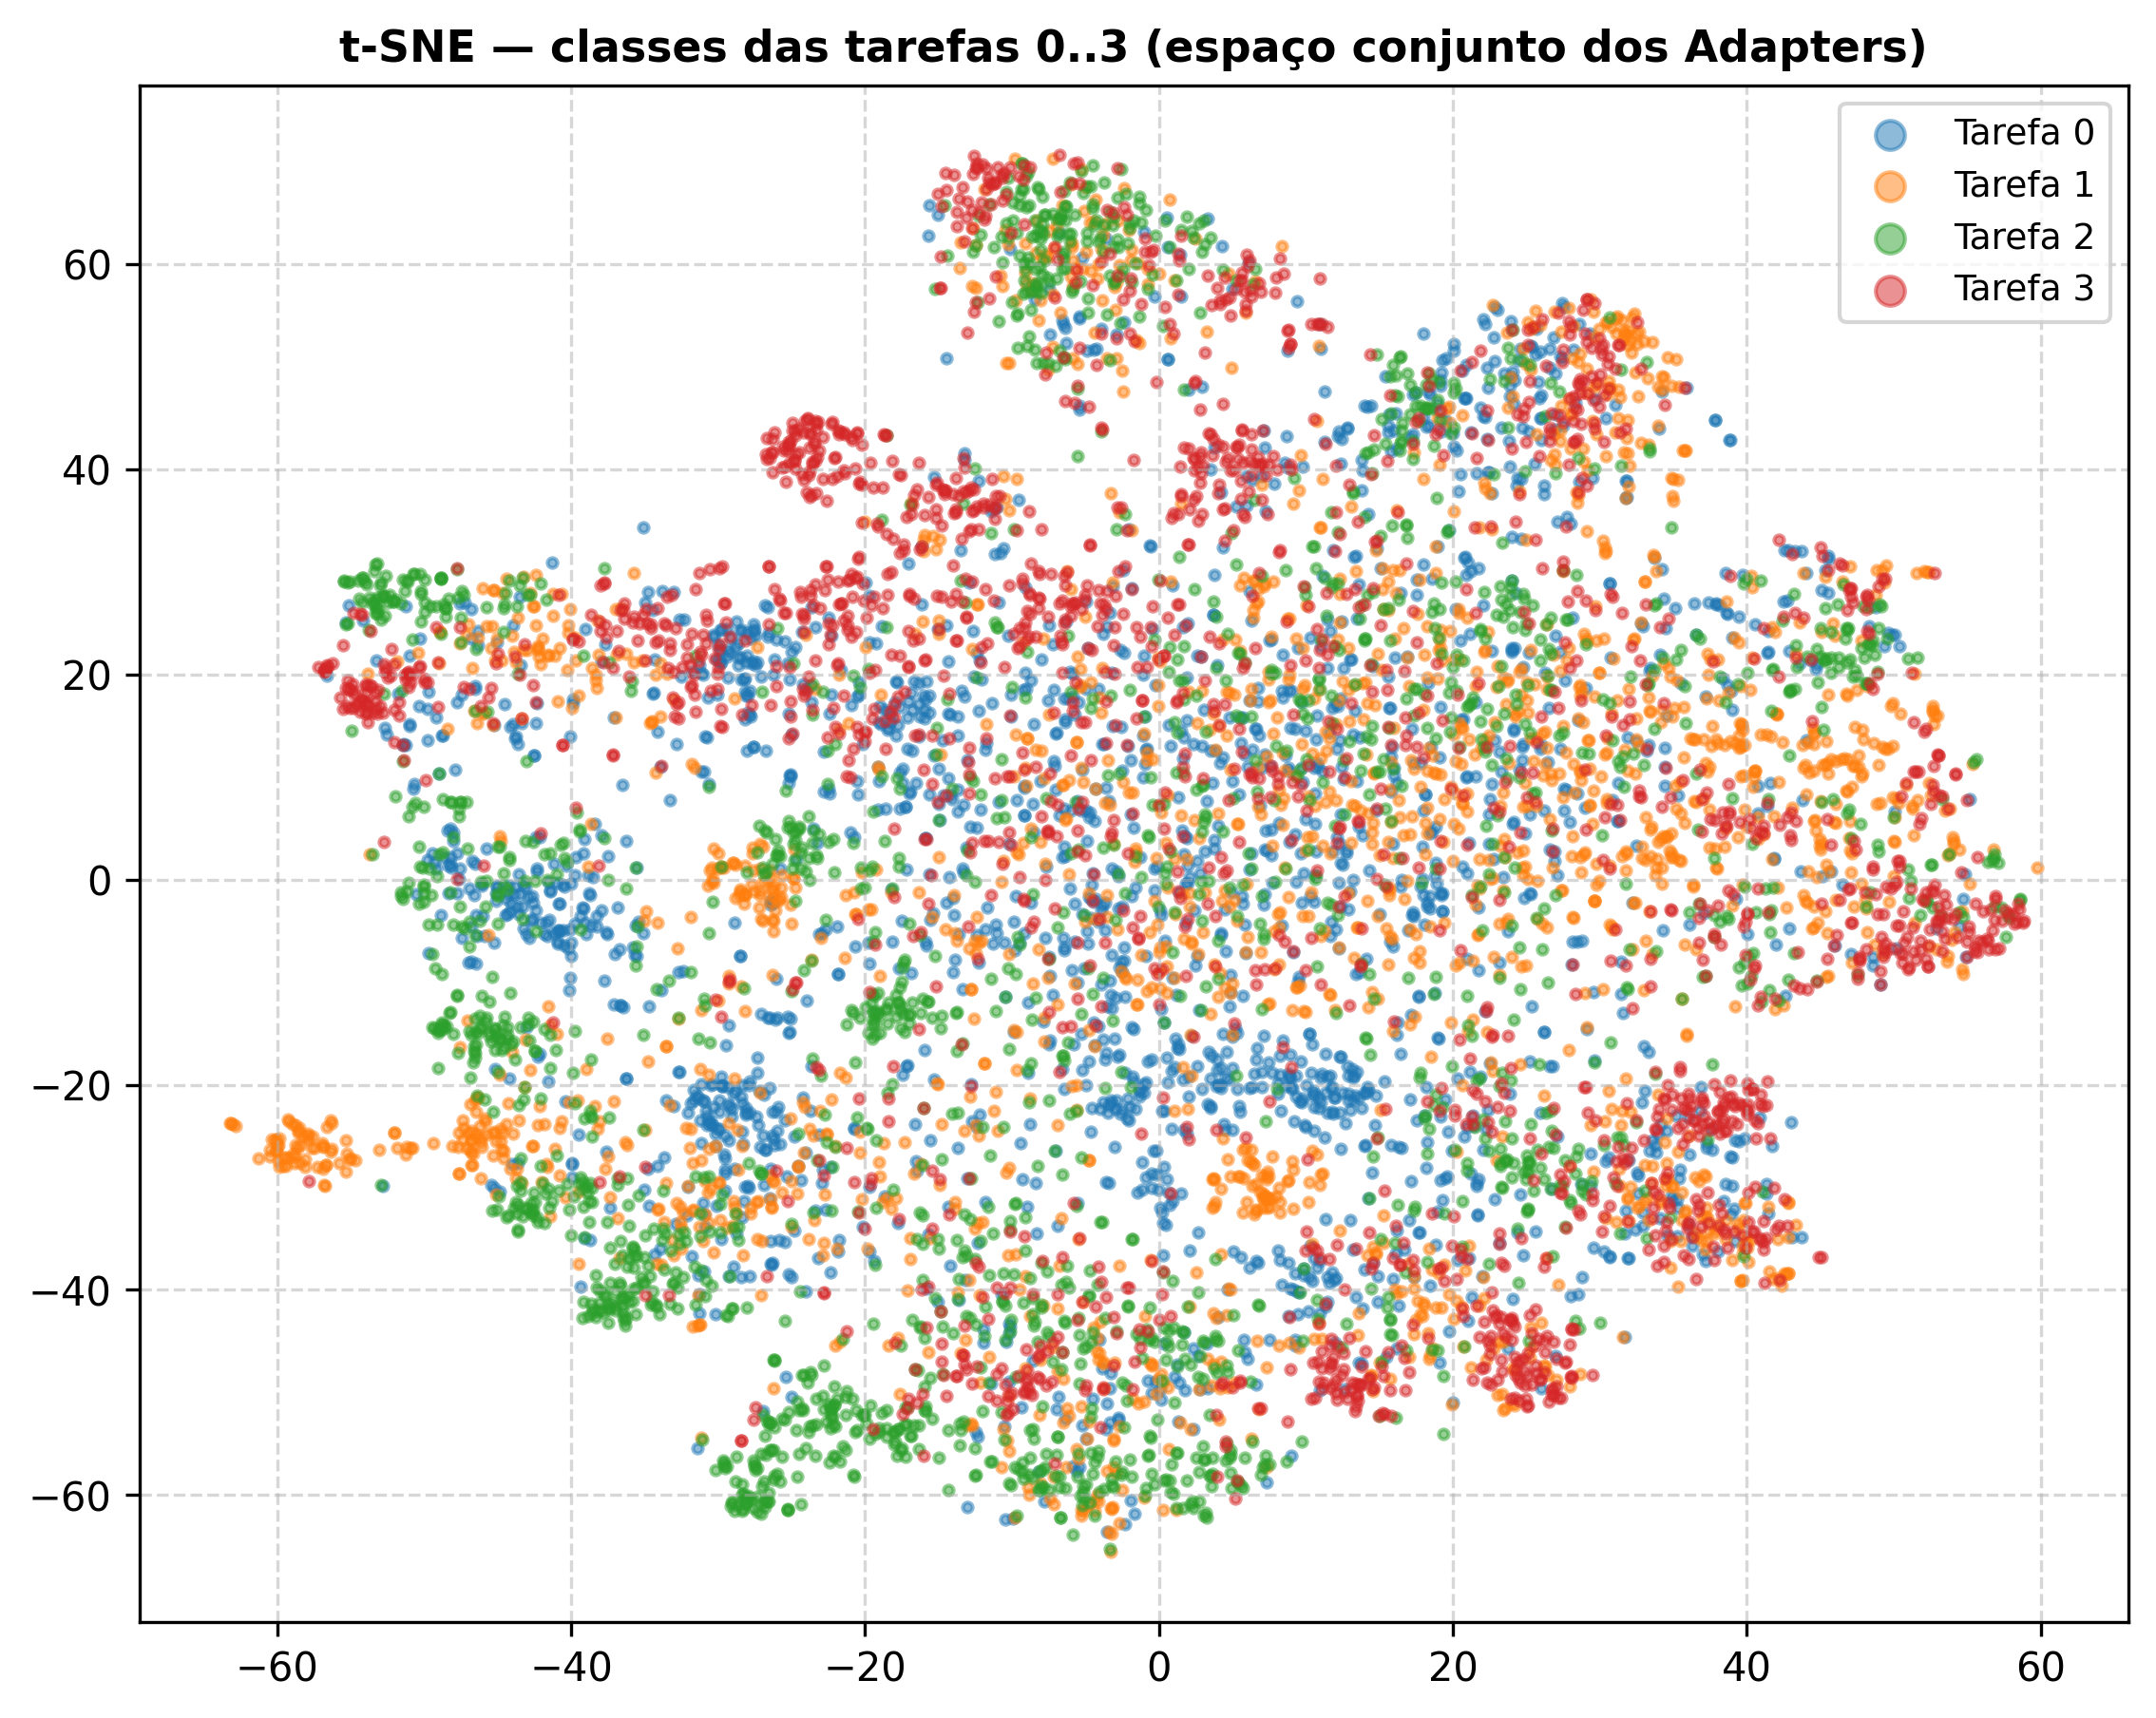 t-SNE — classes das tarefas 0..3 (espaço conjunto dos Adapters)
Tarefa 0
Tarefa 1
Tarefa 2
Tarefa 3
60
40
20
0
−20
−40
−60
−60 −40 −20 0 20 40 60